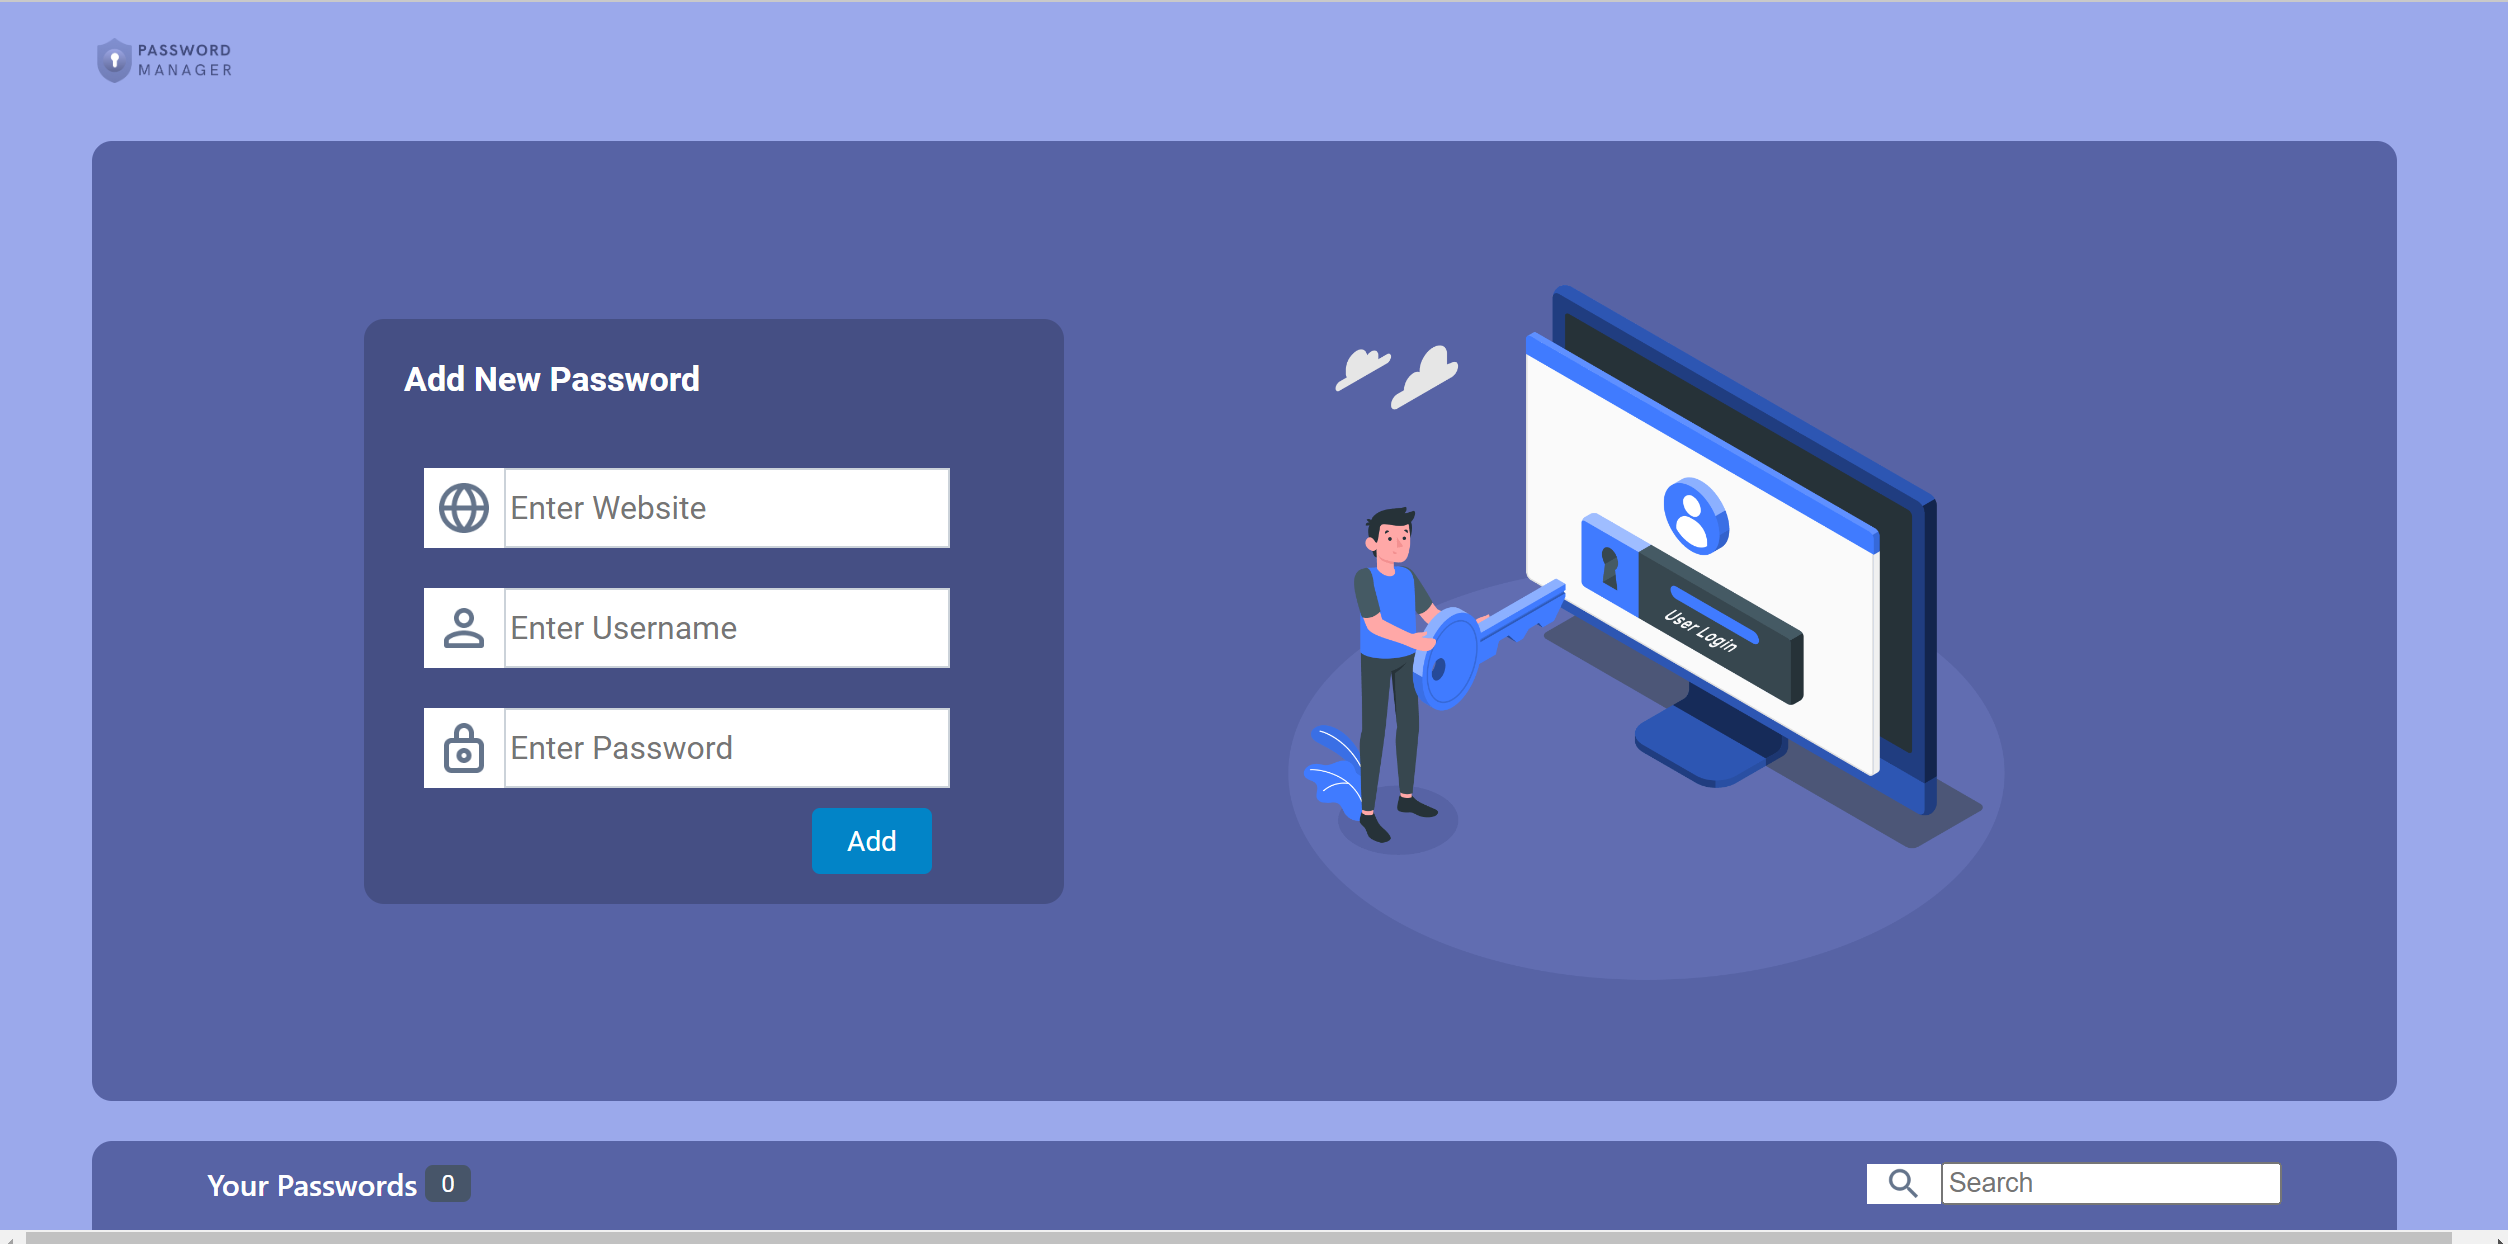 PASSWORD
MANAGER
Add New Password
Enter Website
Enter Username
Enter Password
Add
User Login
Your Passwords 0
Search